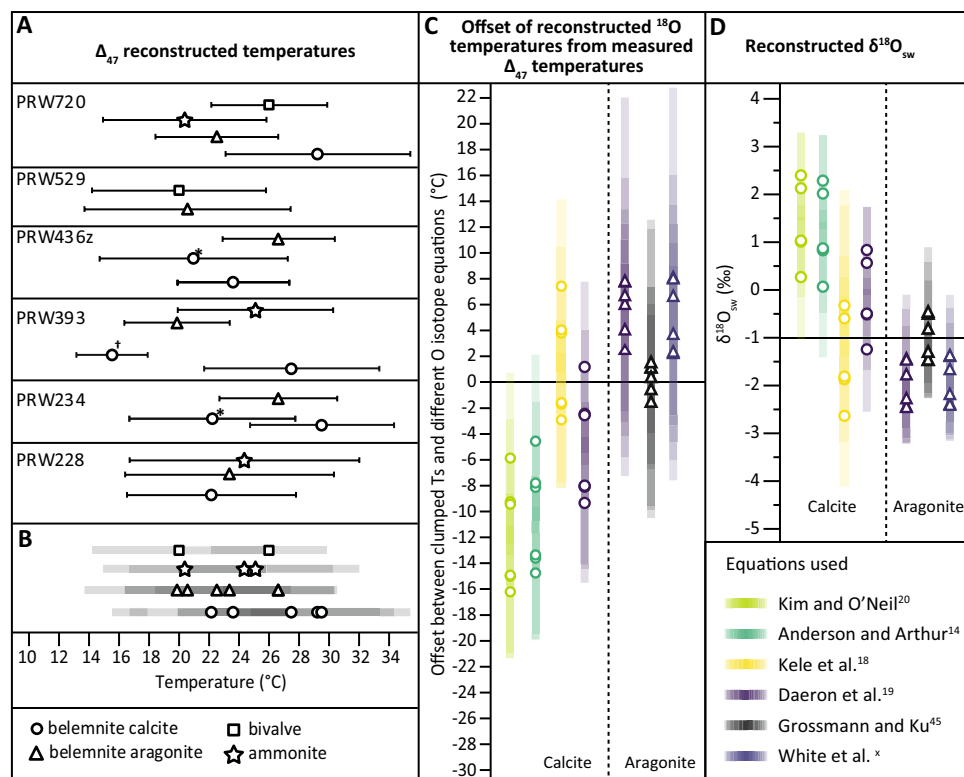 A
Δ47 reconstructed temperatures
PRW720
PRW529
PRW436z
*
PRW393
†
PRW234
*
PRW228
B
10 12 14 16 18 20 22 24 26 28 30 32 34
Temperature (°C)
belemnite calcite
bivalve
belemnite aragonite
ammonite
C
Offset of reconstructed 18O
temperatures from measured
Δ47 temperatures
Offset between clumped Ts and different O isotope equations (°C)
22
20
18
16
14
12
10
8
6
4
2
0
-2
-4
-6
-8
-10
-12
-14
-16
-18
-20
-22
-24
-26
-28
-30
Calcite
Aragonite
D
Reconstructed δ18Osw
δ18Osw (‰)
4
3
2
1
0
-1
-2
-3
-4
-5
Calcite
Aragonite
Equations used
Kim and O'Neil20
Anderson and Arthur14
Kele et al.18
Daeron et al.19
Grossmann and Ku45
White et al. x